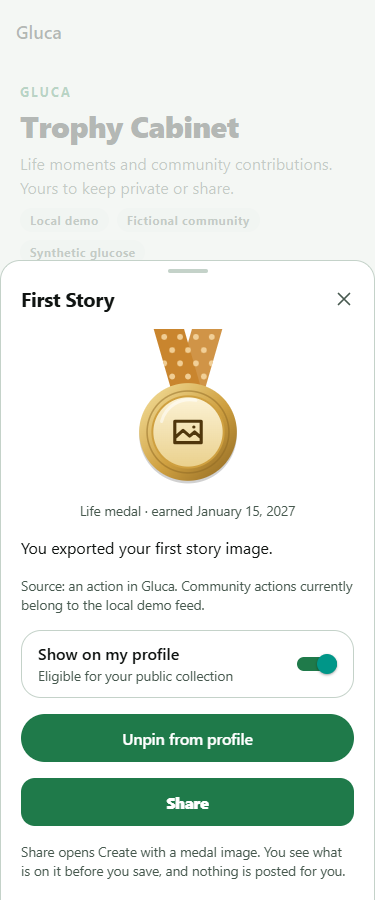 Gluca
GLUCA
Trophy Cabinet
Life moments and community contributions.
Yours to keep private or share.
Local demo
Fictional community
Synthetic glucose
First Story
Life medal · earned January 15, 2027
You exported your first story image.
Source: an action in Gluca. Community actions currently
belong to the local demo feed.
Show on my profile
Eligible for your public collection
Unpin from profile
Share
Share opens Create with a medal image. You see what
is on it before you save, and nothing is posted for you.